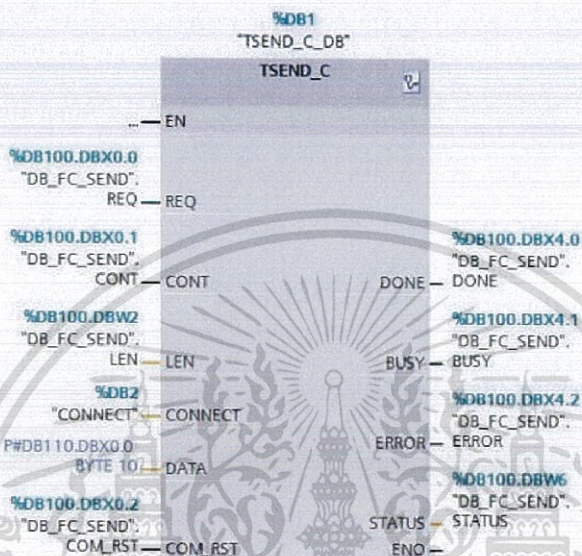 %DB1
"TSEND_C_DB"
TSEND_C
... EN
%DB100.DBX0.0
"DB_FC_SEND".
REQ REQ
%DB100.DBX0.1
"DB_FC_SEND".
CONT CONT
%DB100.DBW2
"DB_FC_SEND".
LEN LEN
%DB2
"CONNECT" CONNECT
P#DB110.DBX0.0
BYTE 10 DATA
%DB100.DBX0.2
"DB_FC_SEND".
COM_RST COM_RST
%DB100.DBX4.0
"DB_FC_SEND".
DONE DONE
%DB100.DBX4.1
"DB_FC_SEND".
BUSY BUSY
%DB100.DBX4.2
"DB_FC_SEND".
ERROR ERROR
%DB100.DBW6
"DB_FC_SEND".
STATUS STATUS
ENO